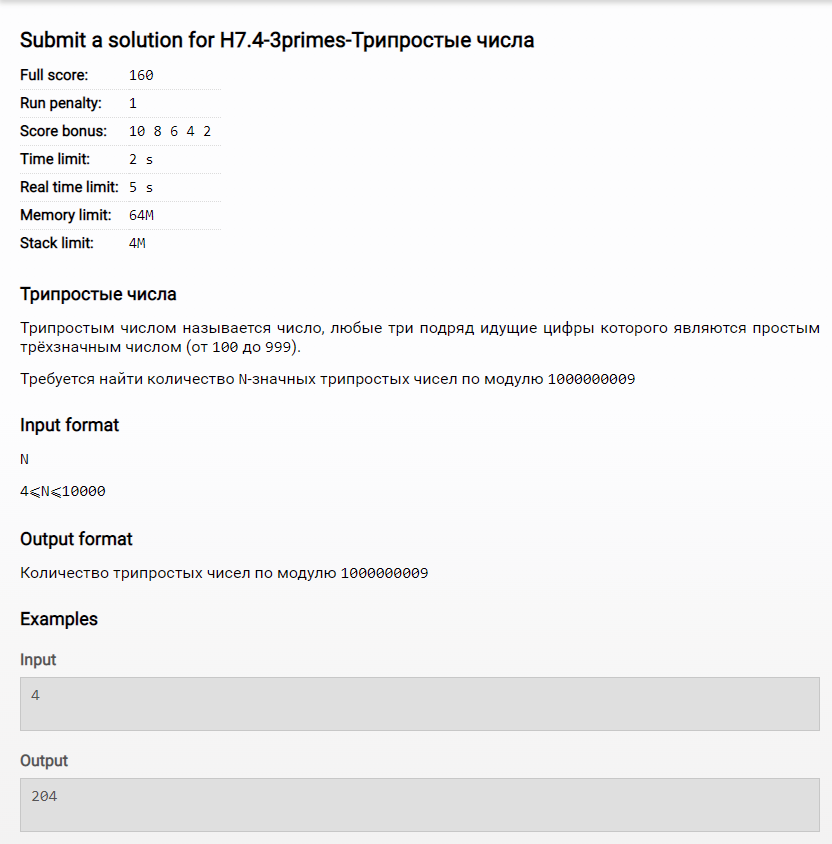 Submit a solution for H7.4-3primes-Трипростые числа
Full score: 160
Run penalty: 1
Score bonus: 10 8 6 4 2
Time limit: 2 s
Real time limit: 5 s
Memory limit: 64M
Stack limit: 4M
Трипростые числа
Трипростым числом называется число, любые три подряд идущие цифры которого являются простым
трёхзначным числом (от 100 до 999).
Требуется найти количество N-значных трипростых чисел по модулю 1000000009
Input format
N
4⩽N⩽10000
Output format
Количество трипростых чисел по модулю 1000000009
Examples
Input
4
Output
204